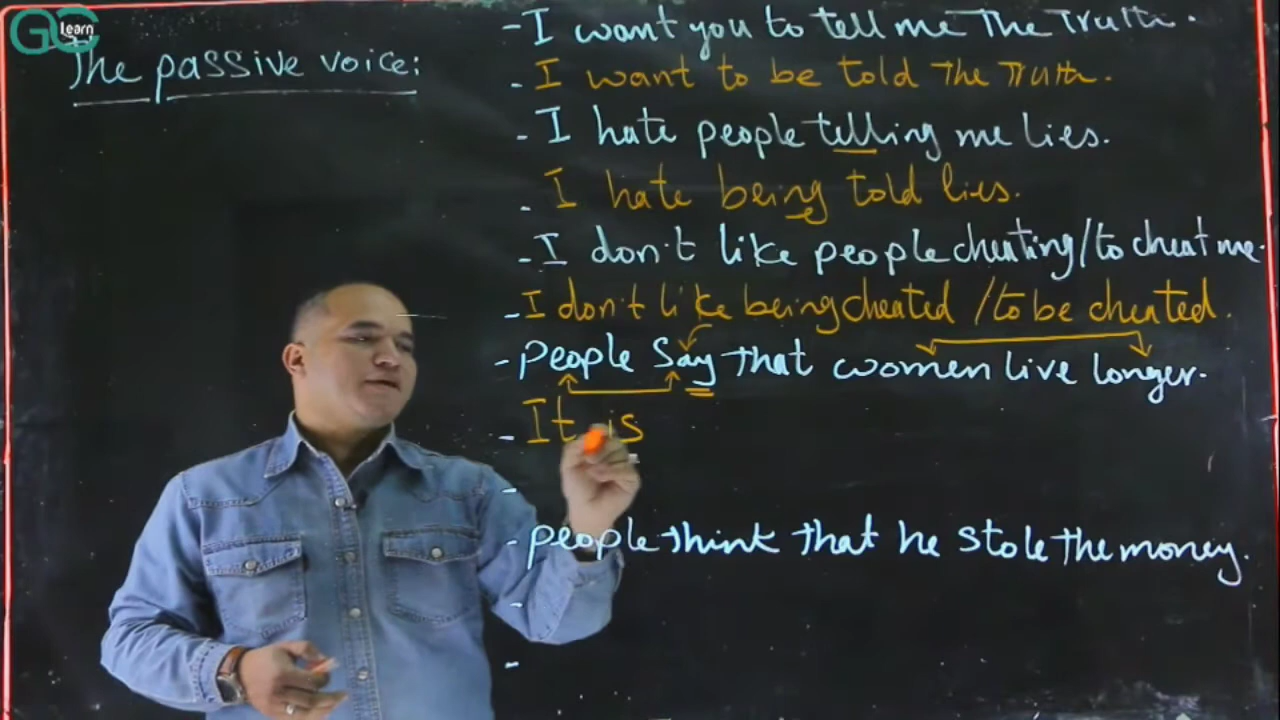 GC Learn
The passive voice:
- I want you to tell me The Truth.
- I want to be told The Truth.
- I hate people telling me lies.
- I hate being told lies.
- I don't like people cheating/to cheat me.
- I don't like being cheated /to be cheated.
- people say that women live longer.
- It is
-
- people think that he stole the money.
-
-